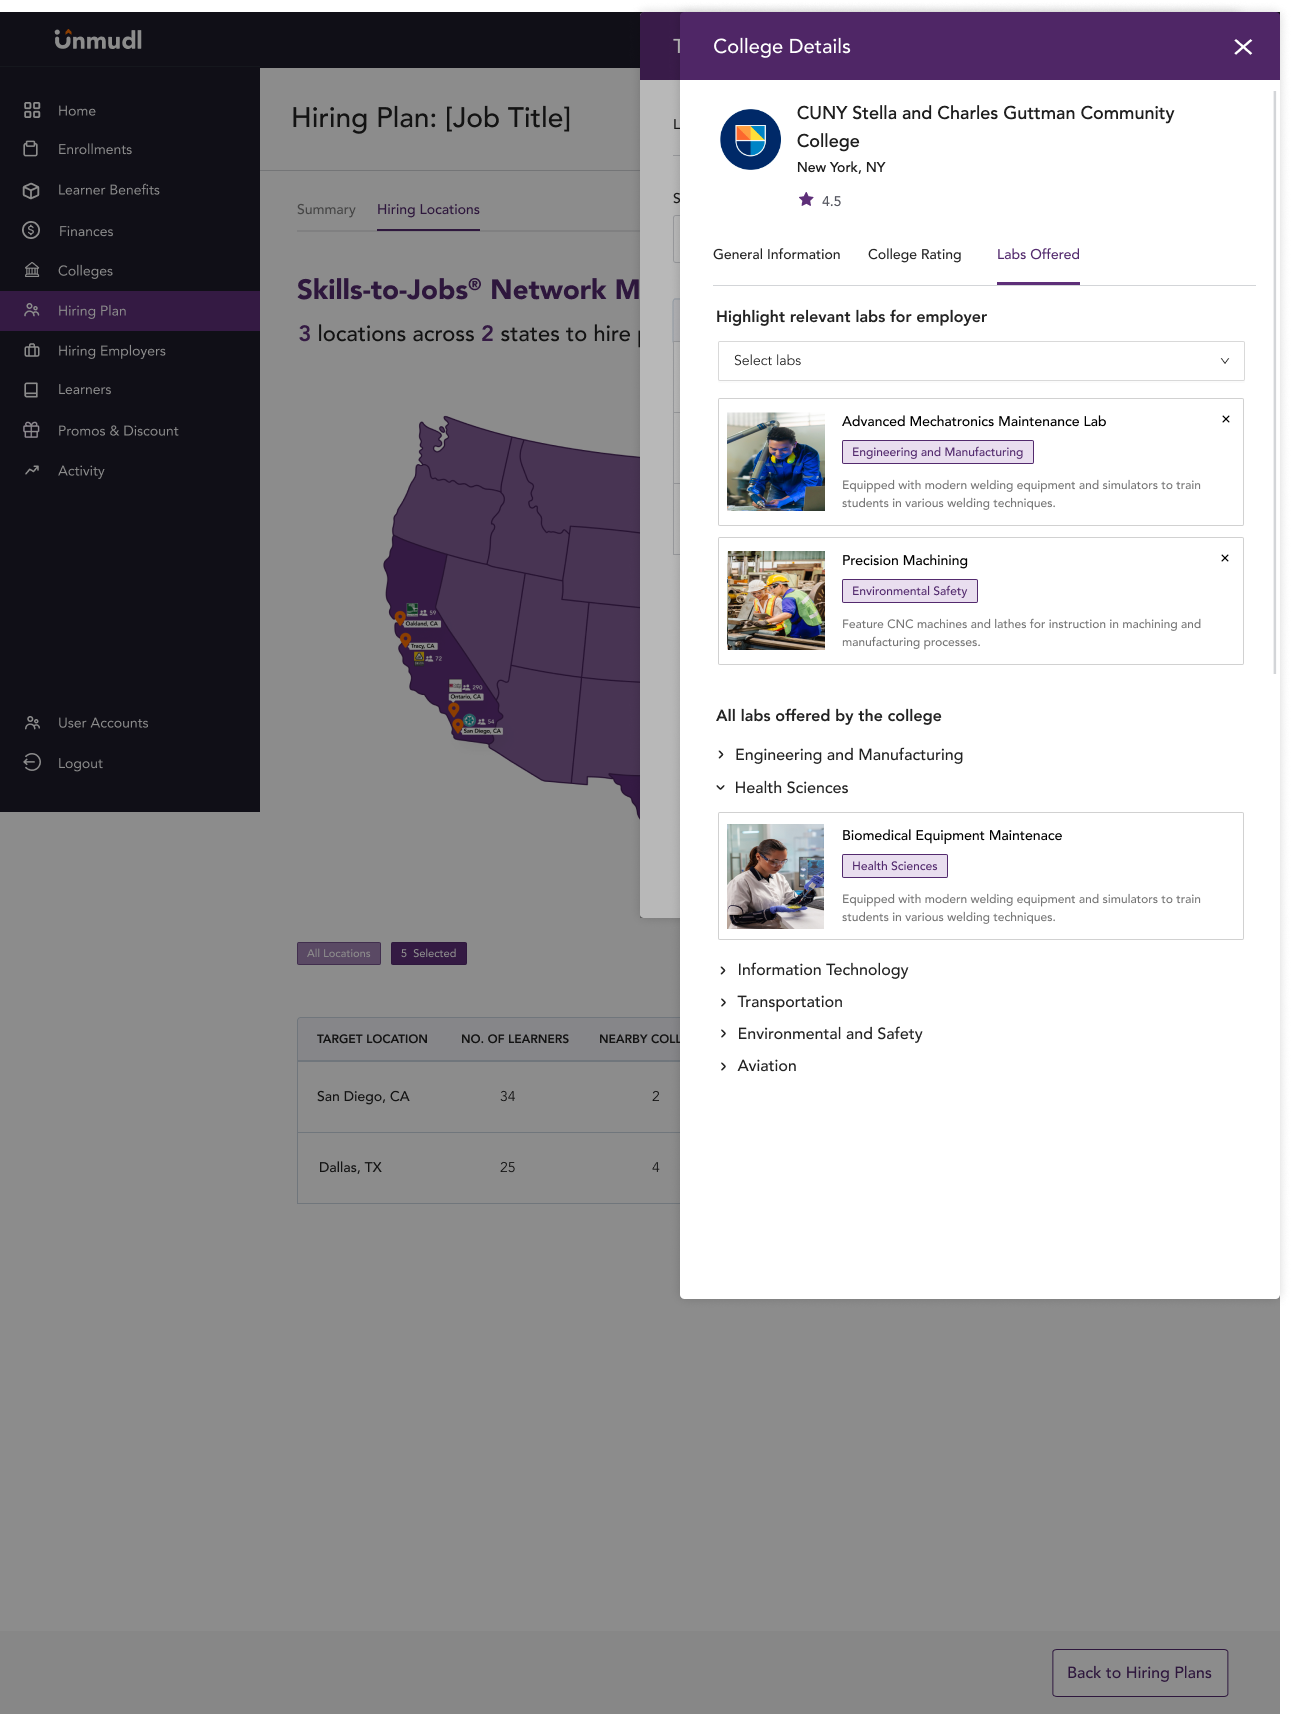 Unmudl
Home
Enrollments
Learner Benefits
Finances
Colleges
Hiring Plan
Hiring Employers
Learners
Promos & Discount
Activity
User Accounts
Logout
Hiring Plan: [Job Title]
Summary
Hiring Locations
Skills-to-Jobs® Network M
3 locations across 2 states to hire p
59
Oakland, CA
Tracy, CA
72
290
Ontario, CA
54
San Diego, CA
All Locations
5 Selected
TARGET LOCATION
NO. OF LEARNERS
NEARBY COLL
San Diego, CA
34
2
Dallas, TX
25
4
T
L
S
College Details
CUNY Stella and Charles Guttman Community
College
New York, NY
4.5
General Information
College Rating
Labs Offered
Highlight relevant labs for employer
Select labs
Advanced Mechatronics Maintenance Lab
Engineering and Manufacturing
Equipped with modern welding equipment and simulators to train
students in various welding techniques.
Precision Machining
Environmental Safety
Feature CNC machines and lathes for instruction in machining and
manufacturing processes.
All labs offered by the college
Engineering and Manufacturing
Health Sciences
Biomedical Equipment Maintenace
Health Sciences
Equipped with modern welding equipment and simulators to train
students in various welding techniques.
Information Technology
Transportation
Environmental and Safety
Aviation
Back to Hiring Plans